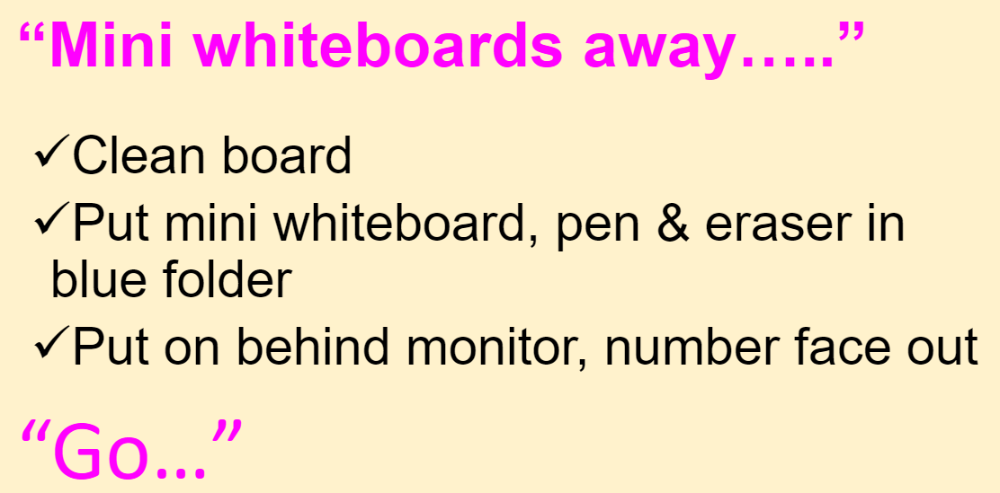 “Mini whiteboards away…..”
✓Clean board
✓Put mini whiteboard, pen & eraser in
blue folder
✓Put on behind monitor, number face out
“Go…”